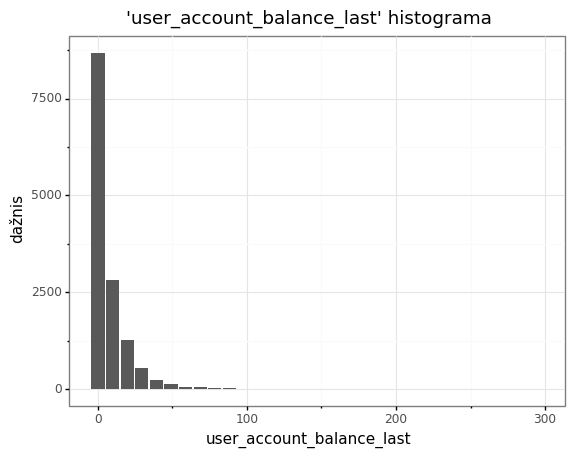 'user_account_balance_last' histograma
7500
5000
2500
0
dažnis
0 100 200 300
user_account_balance_last